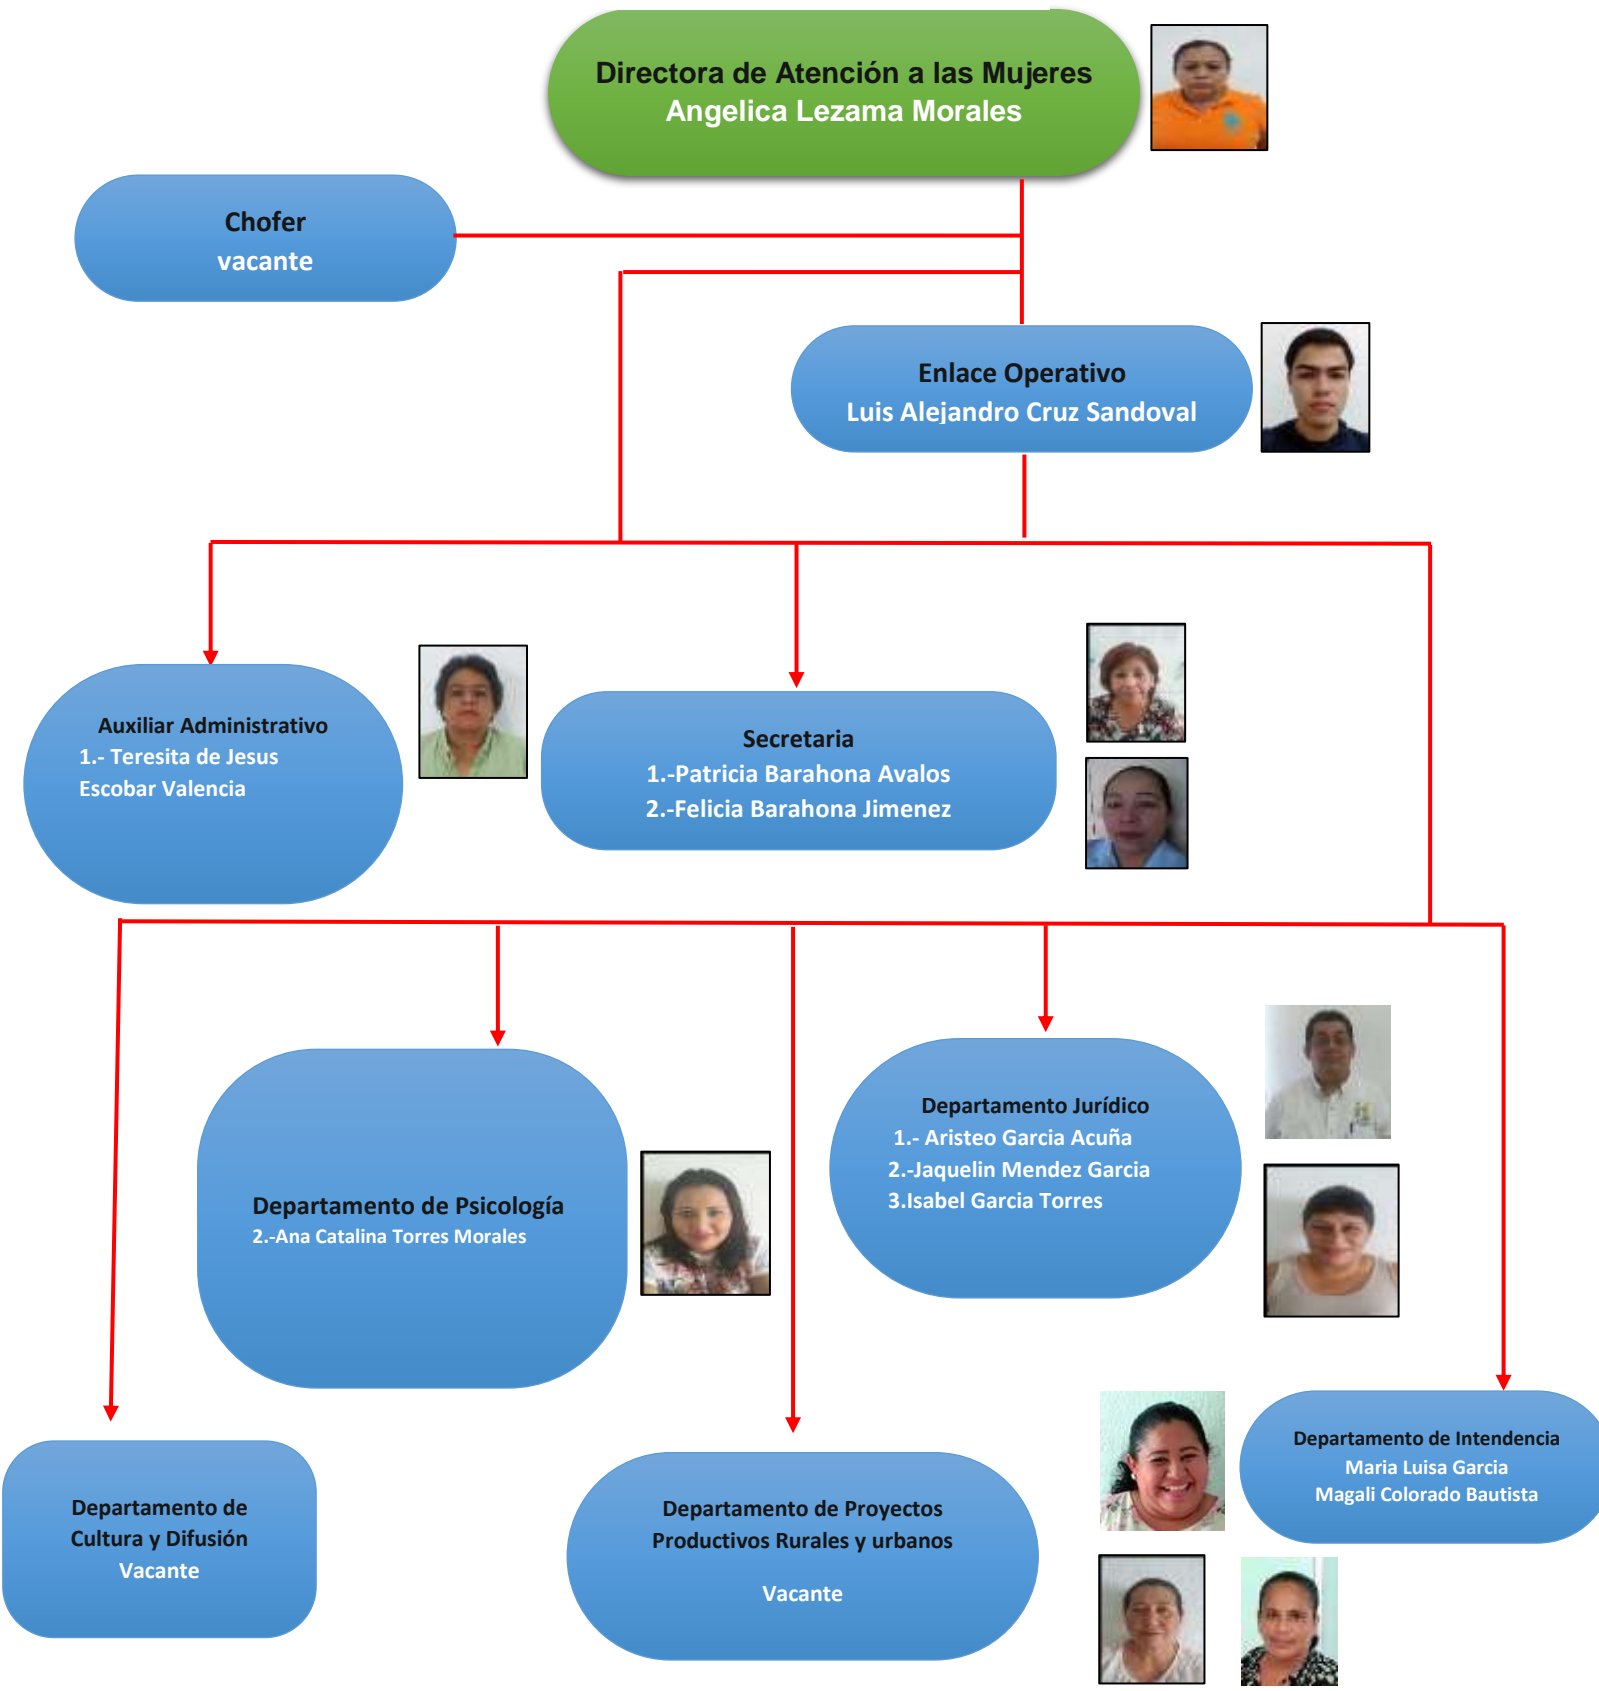 Directora de Atención a las Mujeres
Angelica Lezama Morales
Chofer
vacante
Enlace Operativo
Luis Alejandro Cruz Sandoval
Auxiliar Administrativo
1.- Teresita de Jesus
Escobar Valencia
Secretaria
1.-Patricia Barahona Avalos
2.-Felicia Barahona Jimenez
Departamento de Psicología
2.-Ana Catalina Torres Morales
Departamento Jurídico
1.- Aristeo Garcia Acuña
2.-Jaquelin Mendez Garcia
3.Isabel Garcia Torres
Departamento de
Cultura y Difusión
Vacante
Departamento de Proyectos
Productivos Rurales y urbanos
Vacante
Departamento de Intendencia
Maria Luisa Garcia
Magali Colorado Bautista